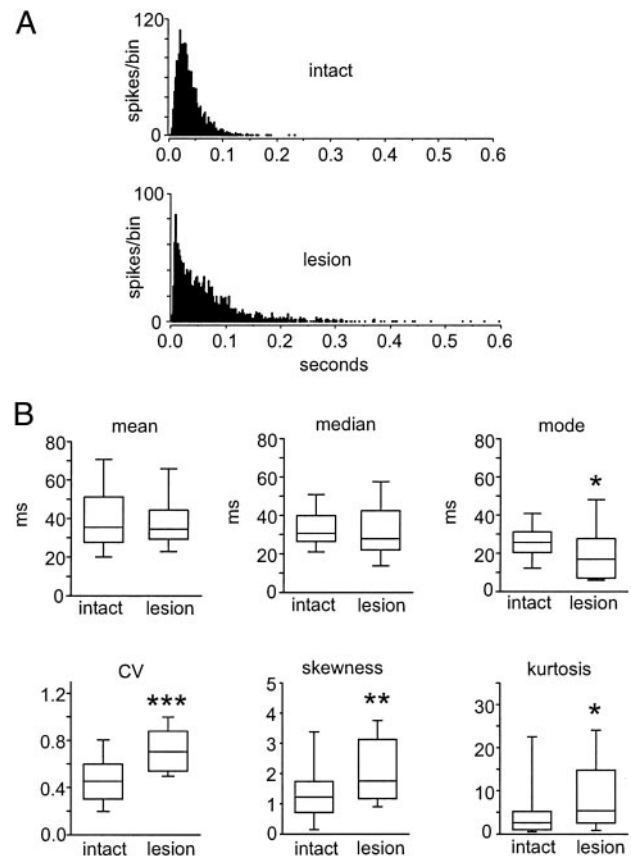 A
120
spikes/bin
intact
0
0.0 0.1 0.2 0.3 0.4 0.5 0.6
100
spikes/bin
lesion
0
0.0 0.1 0.2 0.3 0.4 0.5 0.6
seconds
B
mean
80
60
40
20
0
ms
intact lesion
median
80
60
40
20
0
ms
intact lesion
mode
*
80
60
40
20
0
ms
intact lesion
CV
***
1.2
0.8
0.4
0.0
intact lesion
skewness
**
5
4
3
2
1
0
intact lesion
kurtosis
*
30
20
10
0
intact lesion